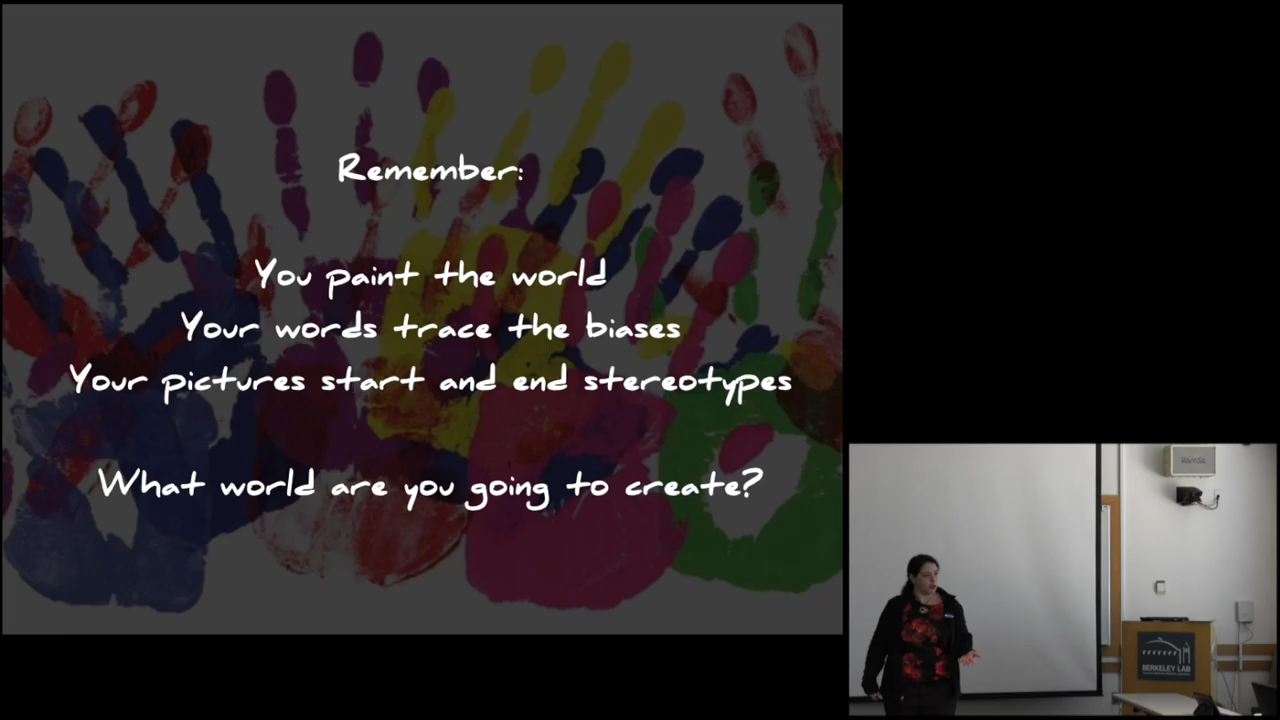 Remember:
You paint the world
Your words trace the biases
Your pictures start and end stereotypes
What world are you going to create?
RAMSA
BERKELEY LAB